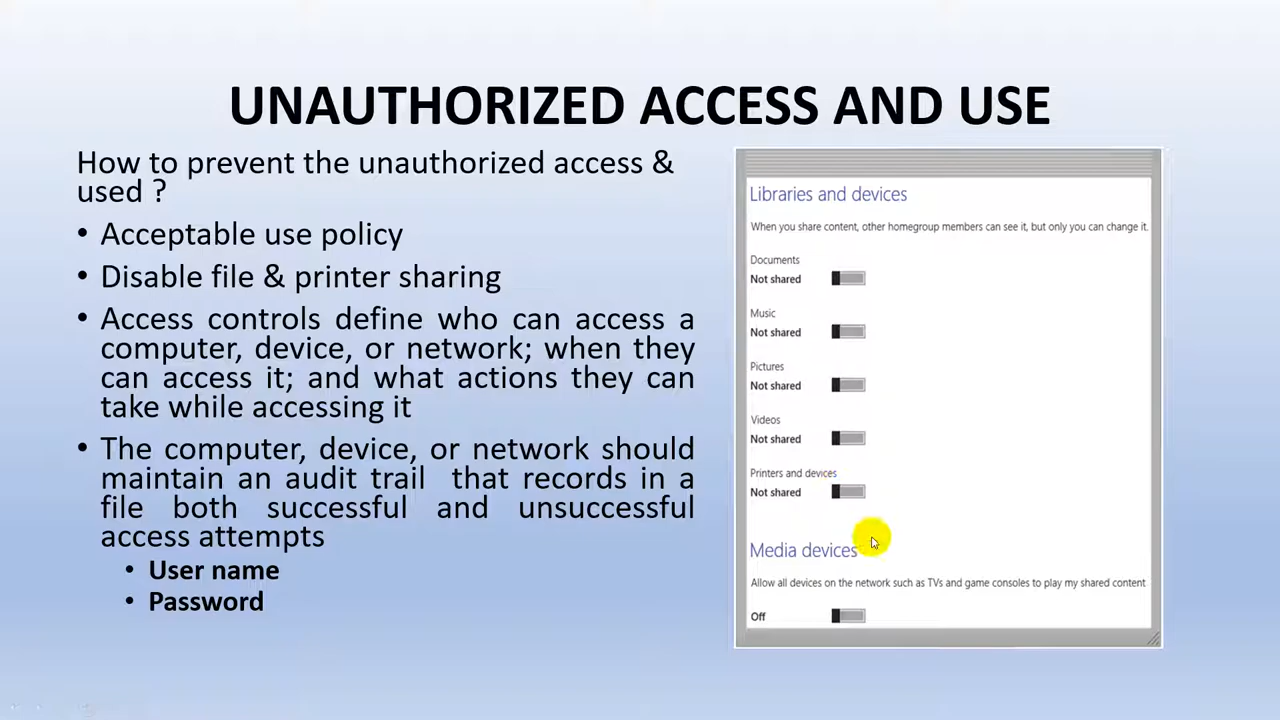 UNAUTHORIZED ACCESS AND USE
How to prevent the unauthorized access &
used ?
• Acceptable use policy
• Disable file & printer sharing
• Access controls define who can access a
computer, device, or network; when they
can access it; and what actions they can
take while accessing it
• The computer, device, or network should
maintain an audit trail that records in a
file both successful and unsuccessful
access attempts
• User name
• Password
Libraries and devices
When you share content, other homegroup members can see it, but only you can change it.
Documents
Not shared
Music
Not shared
Pictures
Not shared
Videos
Not shared
Printers and devices
Not shared
Media devices
Allow all devices on the network such as TVs and game consoles to play my shared content
Off